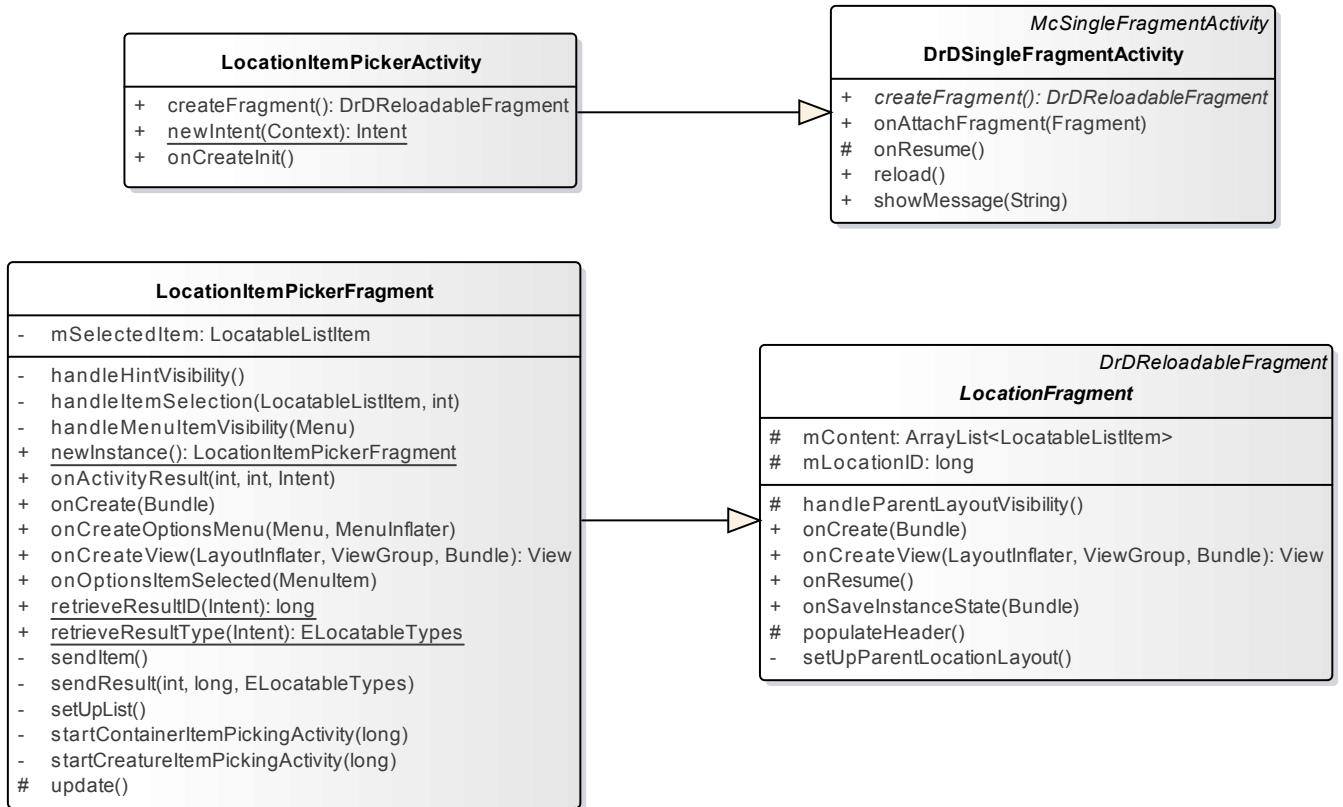 LocationItemPickerActivity
+ createFragment(): DrDReloadableFragment
+ newIntent(Context): Intent
+ onCreateInit()
McSingleFragmentActivity
DrDSingleFragmentActivity
+ createFragment(): DrDReloadableFragment
+ onAttachFragment(Fragment)
# onResume()
+ reload()
+ showMessage(String)
LocationItemPickerFragment
- mSelectedItem: LocatableListItem
- handleHintVisibility()
- handleItemSelection(LocatableListItem, int)
- handleMenuItemVisibility(Menu)
+ newInstance(): LocationItemPickerFragment
+ onActivityResult(int, int, Intent)
+ onCreate(Bundle)
+ onCreateOptionsMenu(Menu, MenuInflater)
+ onCreateView(LayoutInflater, ViewGroup, Bundle): View
+ onOptionsItemSelected(MenuItem)
+ retrieveResultID(Intent): long
+ retrieveResultType(Intent): ELocatableTypes
- sendItem()
- sendResult(int, long, ELocatableTypes)
- setUpList()
- startContainerItemPickingActivity(long)
- startCreatureItemPickingActivity(long)
# update()
DrDReloadableFragment
LocationFragment
# mContent: ArrayList<LocatableListItem>
# mLocationID: long
# handleParentLayoutVisibility()
+ onCreate(Bundle)
+ onCreateView(LayoutInflater, ViewGroup, Bundle): View
+ onResume()
+ onSaveInstanceState(Bundle)
# populateHeader()
- setUpParentLocationLayout()